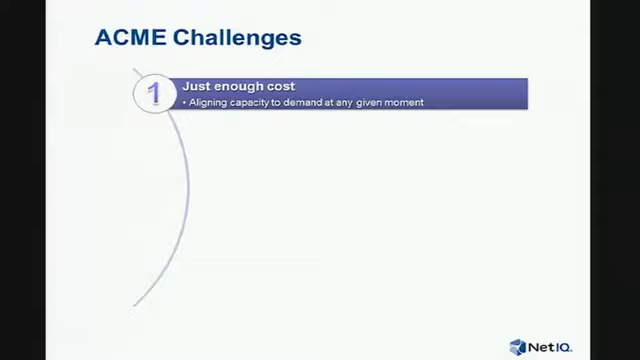 ACME Challenges
1
Just enough cost
• Aligning capacity to demand at any given moment
NetIQ.